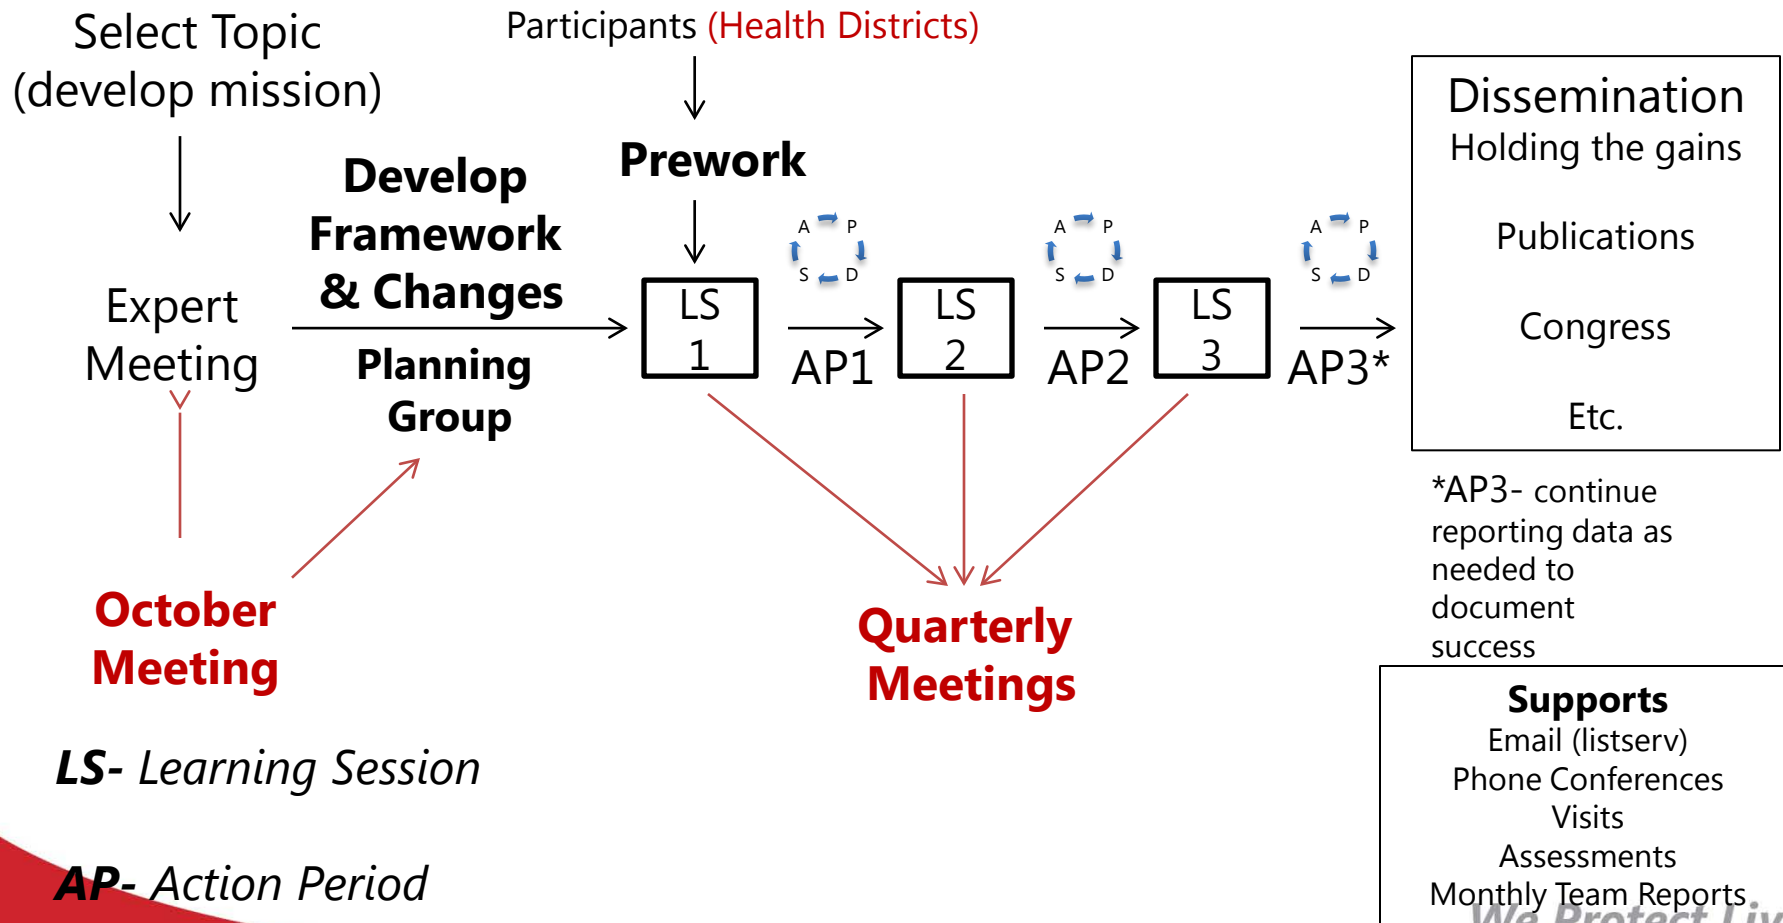 Select Topic
(develop mission)
Participants (Health Districts)
Prework
Develop
Framework
& Changes
Planning
Group
Expert
Meeting
LS
1
A P
S D
AP1
LS
2
A P
S D
AP2
LS
3
A P
S D
AP3*
Dissemination
Holding the gains
Publications
Congress
Etc.
*AP3- continue
reporting data as
needed to
document
success
October
Meeting
Quarterly
Meetings
Supports
Email (listserv)
Phone Conferences
Visits
Assessments
Monthly Team Reports
LS- Learning Session
AP- Action Period
We Protect Liv